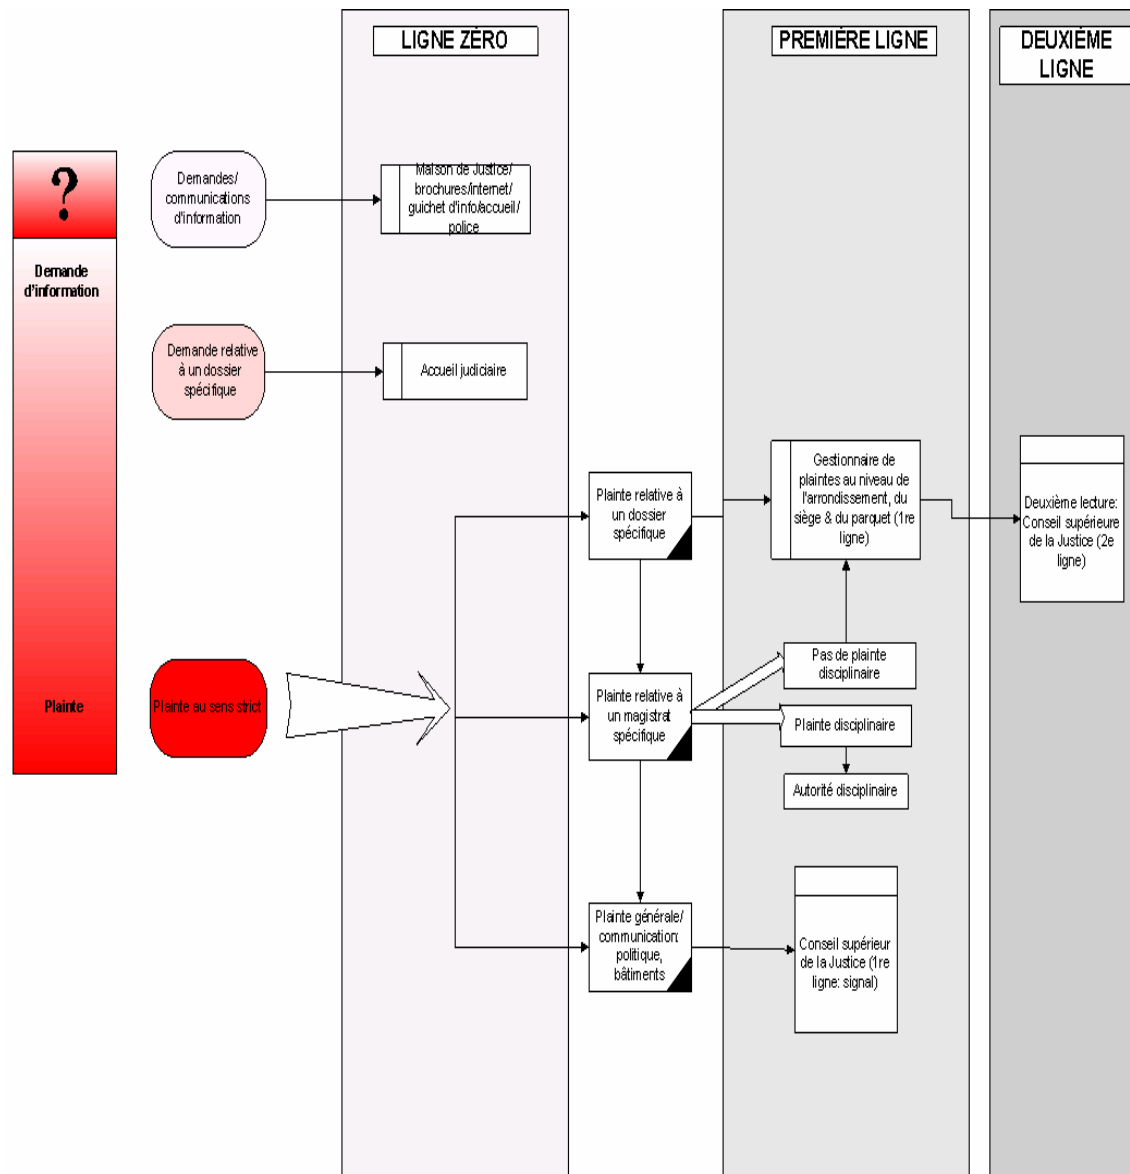 LIGNE ZÉRO
PREMIÈRE LIGNE
DEUXIÈME
LIGNE
?
Demande
d'information
Plainte
Demandes/
communications
d'information
Maison de Justice/
brochures/internet/
guichet d'info/accueil/
police
Demande relative
à un dossier
spécifique
Accueil judiciaire
Plainte au sens strict
Plainte relative à
un dossier
spécifique
Gestionnaire de
plaintes au niveau de
l'arrondissement, du
siège & du parquet (1re
ligne)
Deuxième lecture:
Conseil supérieure
de la Justice (2e
ligne)
Plainte relative à
un magistrat
spécifique
Pas de plainte
disciplinaire
Plainte disciplinaire
Autorité disciplinaire
Plainte générale/
communication:
politique,
bâtiments
Conseil supérieur
de la Justice (1re
ligne: signal)